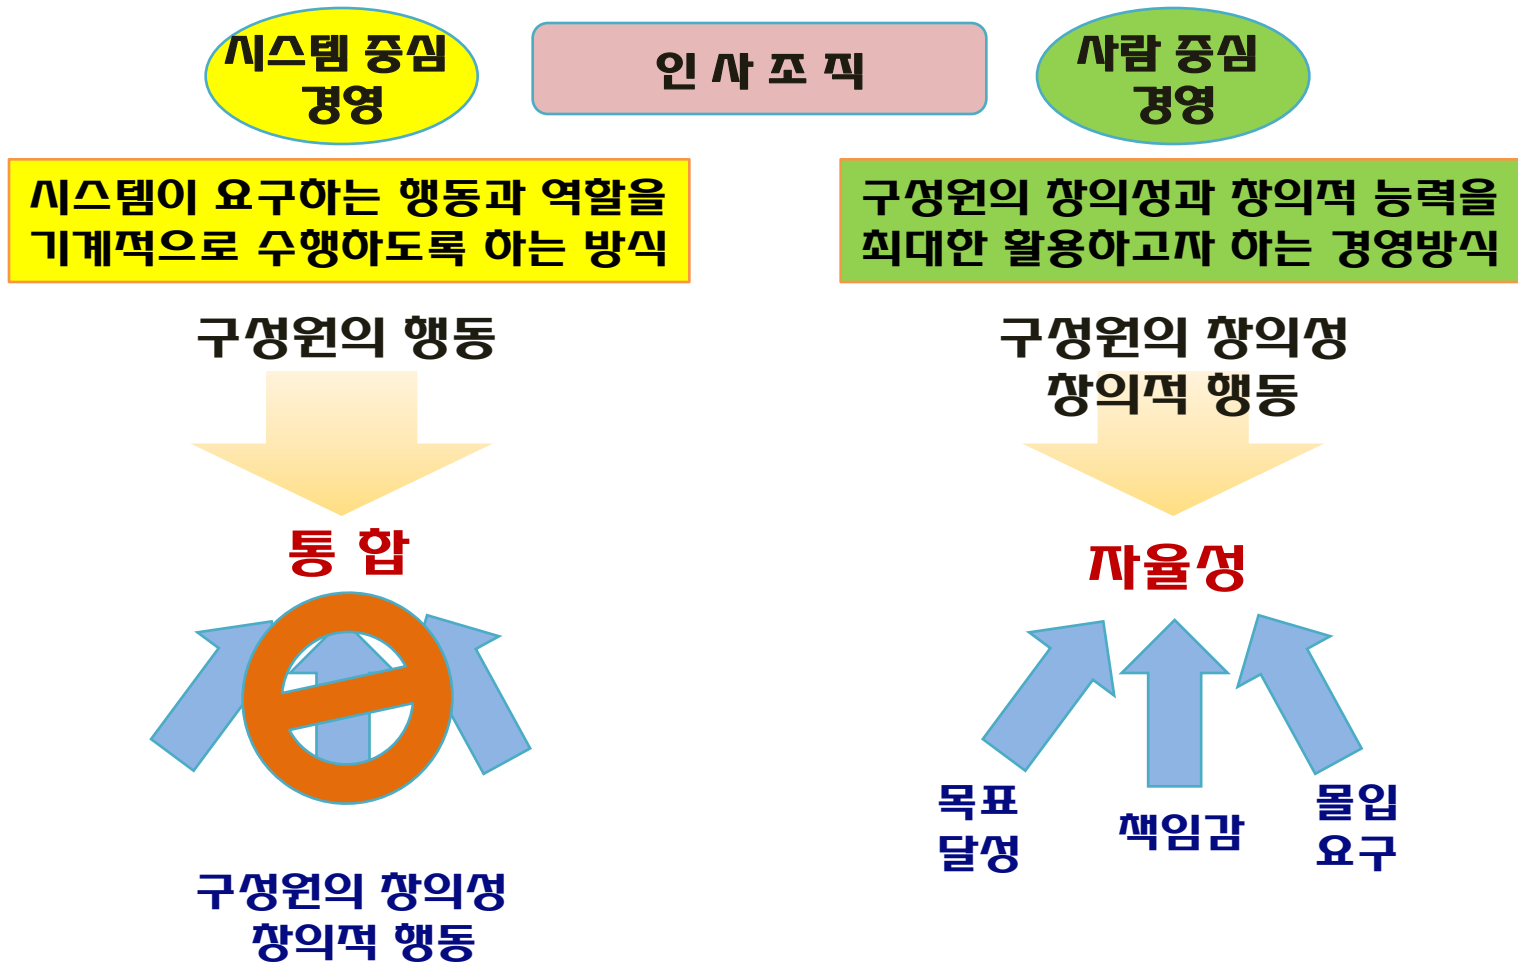 시스템 중심
경영
인 사 조 직
사람 중심
경영
시스템이 요구하는 행동과 역할을
기계적으로 수행하도록 하는 방식
구성원의 창의성과 창의적 능력을
최대한 활용하고자 하는 경영방식
구성원의 행동
구성원의 창의성
창의적 행동
통 합
자율성
목표
달성
책임감
몰입
요구
구성원의 창의성
창의적 행동